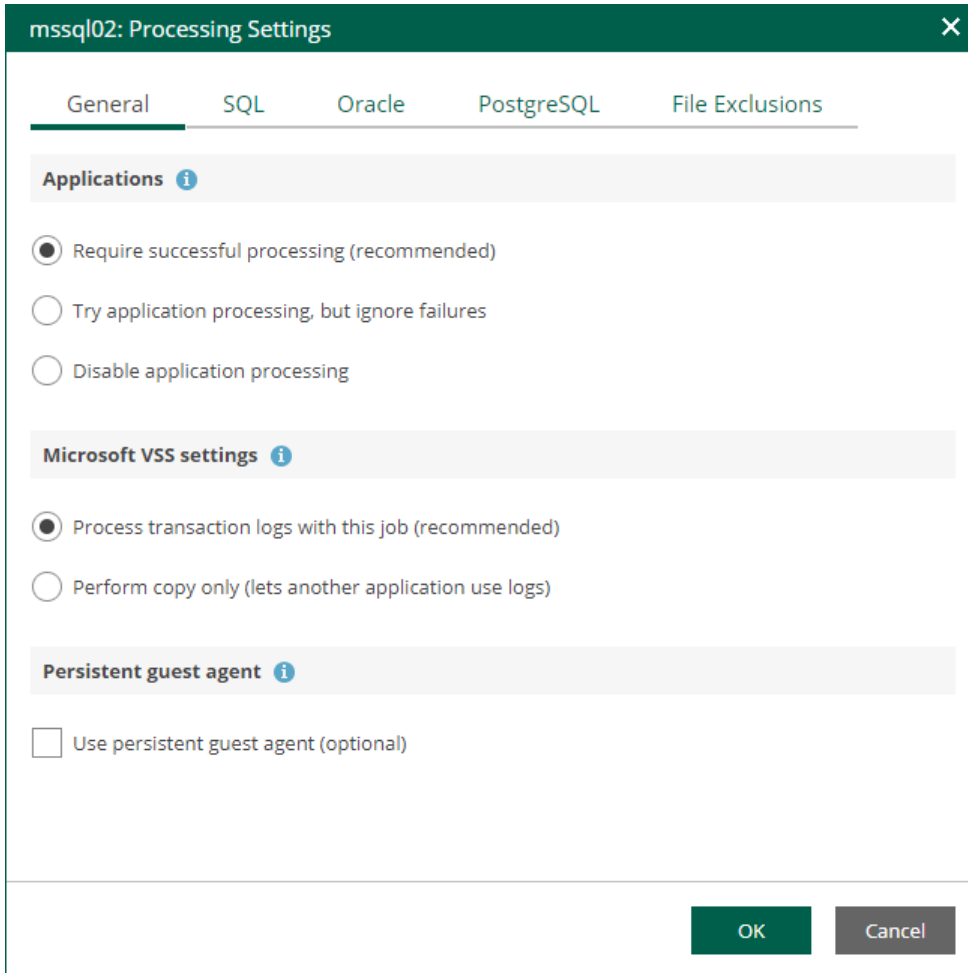 mssql02: Processing Settings
General SQL Oracle PostgreSQL File Exclusions
Applications
Require successful processing (recommended)
Try application processing, but ignore failures
Disable application processing
Microsoft VSS settings
Process transaction logs with this job (recommended)
Perform copy only (lets another application use logs)
Persistent guest agent
Use persistent guest agent (optional)
OK Cancel